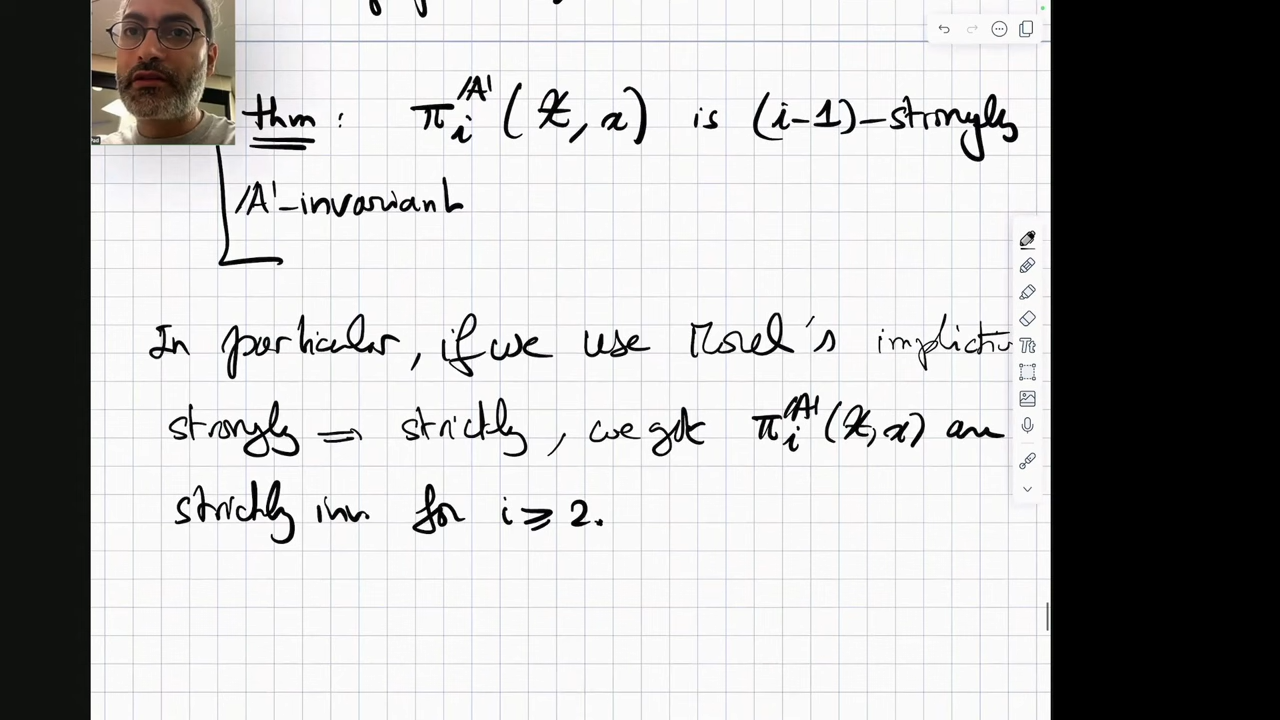 thm : π_i^{𝔸¹}(𝒳, x) is (i-1)-strongly
𝔸¹-invariant
In particular, if we use Morel's
strongly ⇒ strictly, we get π_i^{𝔸¹}(𝒳, x) are
strictly inv. for i ⩾ 2.
Tt